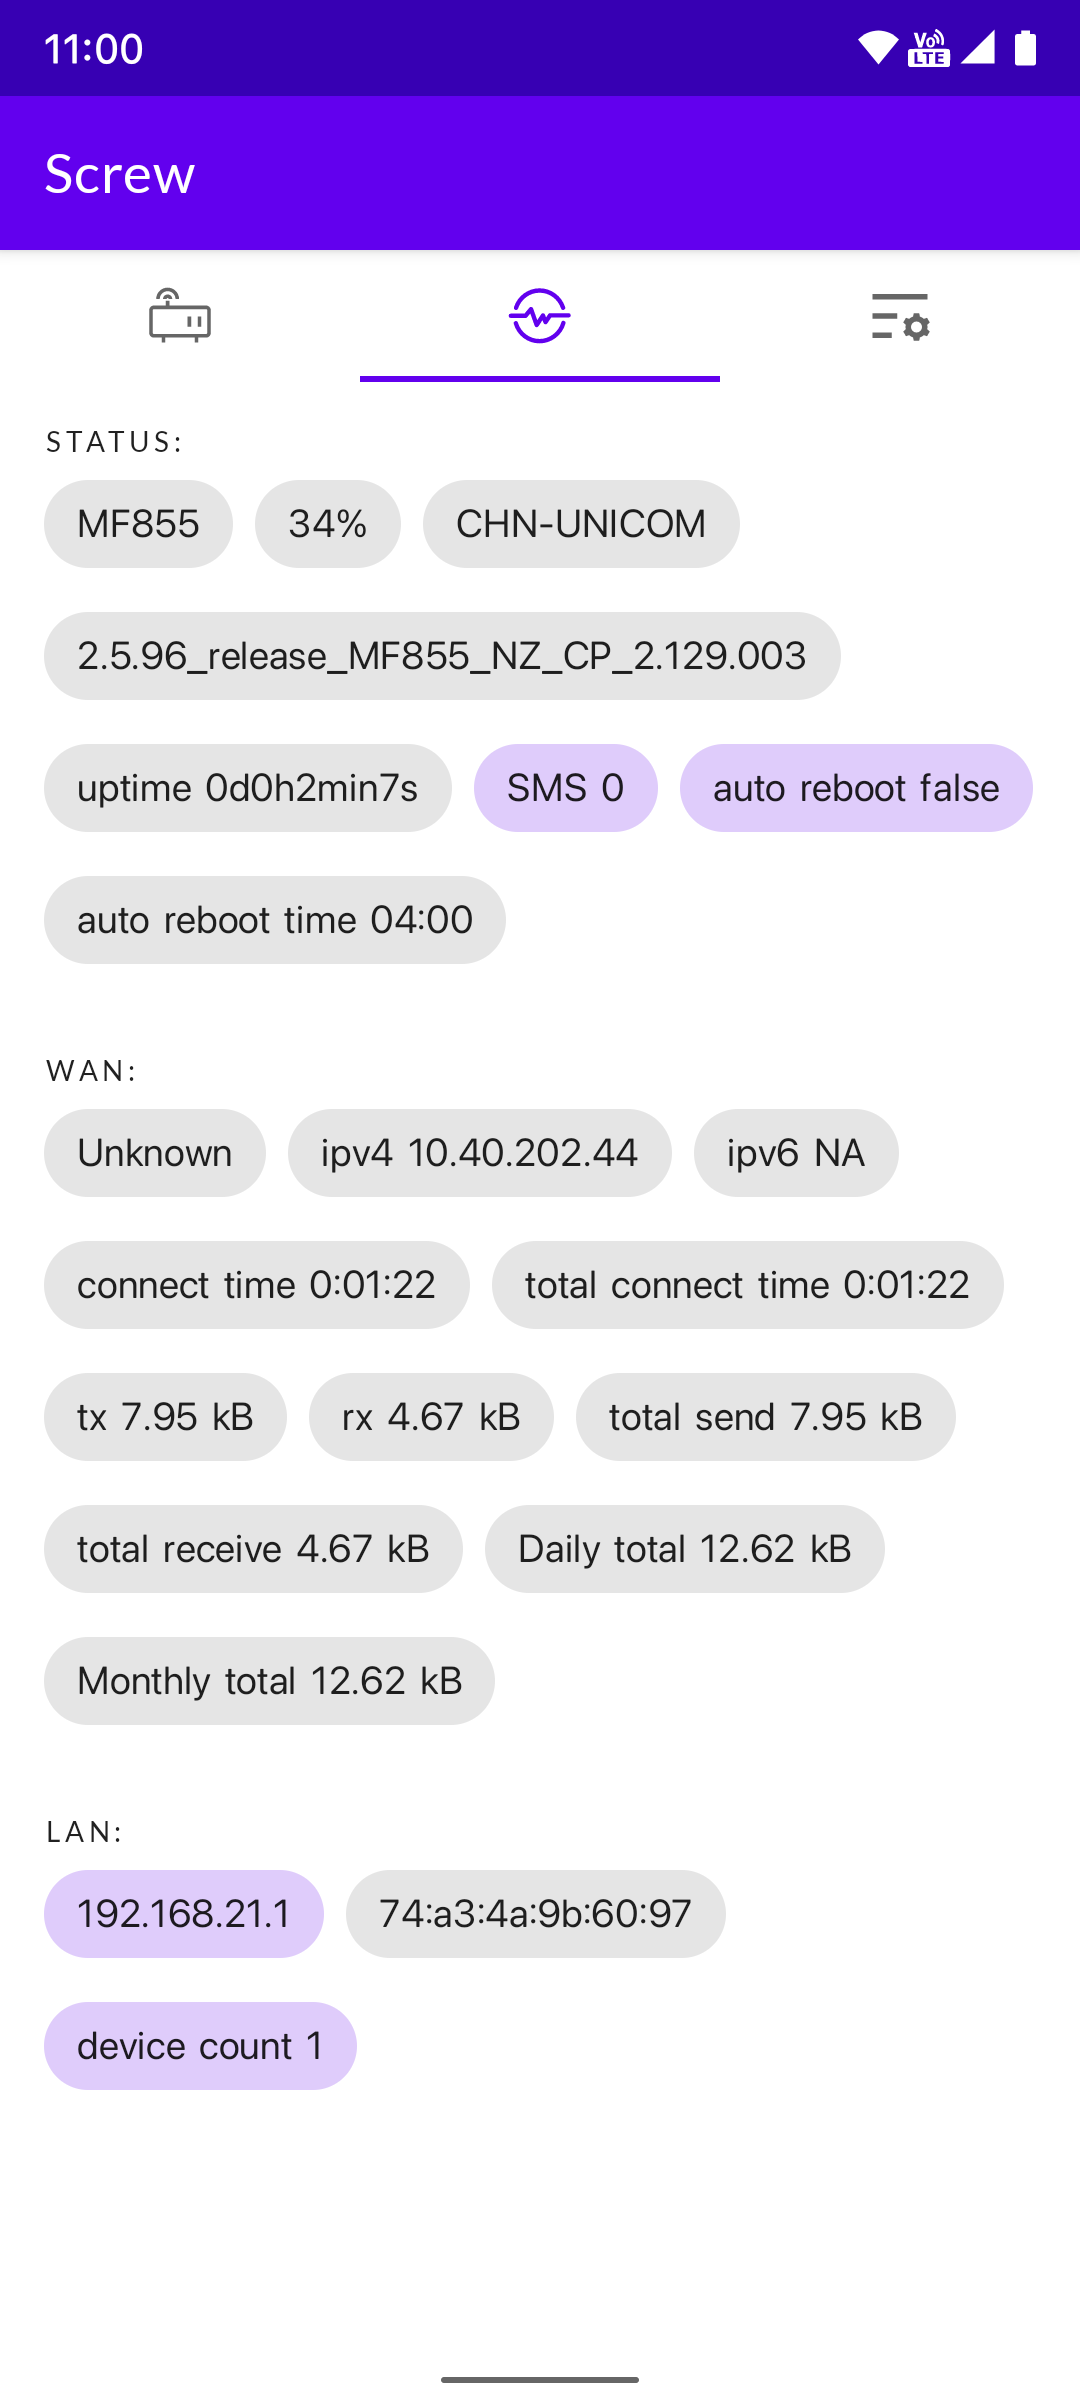 11:00
Vo LTE
Screw
STATUS:
MF855 34% CHN-UNICOM
2.5.96_release_MF855_NZ_CP_2.129.003
uptime 0d0h2min7s SMS 0 auto reboot false
auto reboot time 04:00
WAN:
Unknown ipv4 10.40.202.44 ipv6 NA
connect time 0:01:22 total connect time 0:01:22
tx 7.95 kB rx 4.67 kB total send 7.95 kB
total receive 4.67 kB Daily total 12.62 kB
Monthly total 12.62 kB
LAN:
192.168.21.1 74:a3:4a:9b:60:97
device count 1